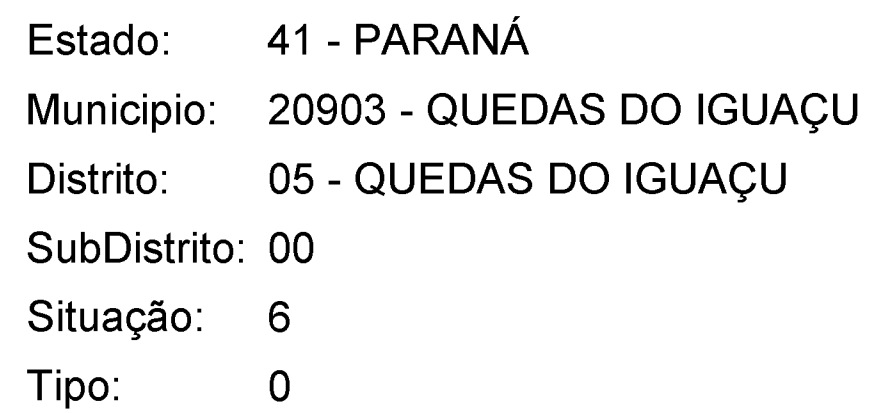 Estado: 41 - PARANÁ
Municipio: 20903 - QUEDAS DO IGUAÇU
Distrito: 05 - QUEDAS DO IGUAÇU
SubDistrito: 00
Situação: 6
Tipo: 0